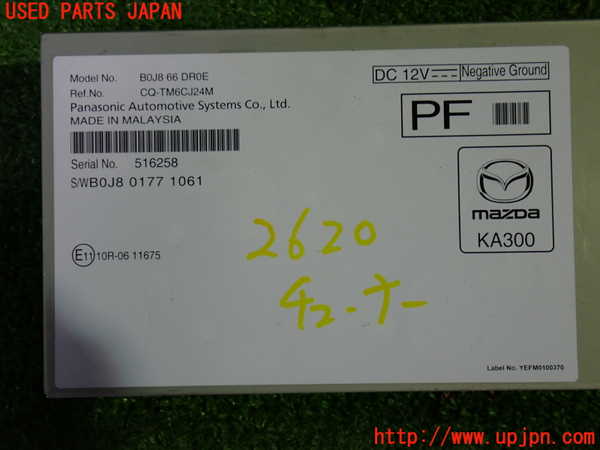 USED PARTS JAPAN
Model No. B0J8 66 DR0E
Ref.No. CQ-TM6CJ24M
Panasonic Automotive Systems Co., Ltd.
MADE IN MALAYSIA
DC 12V
Negative Ground
PF
Serial No. 516258
S/WB0J8 0177 1061
mazda
KA300
2620
チューナー
E11 10R-06 11675
Label No. YEFM0100370
http://www.upjpn.com